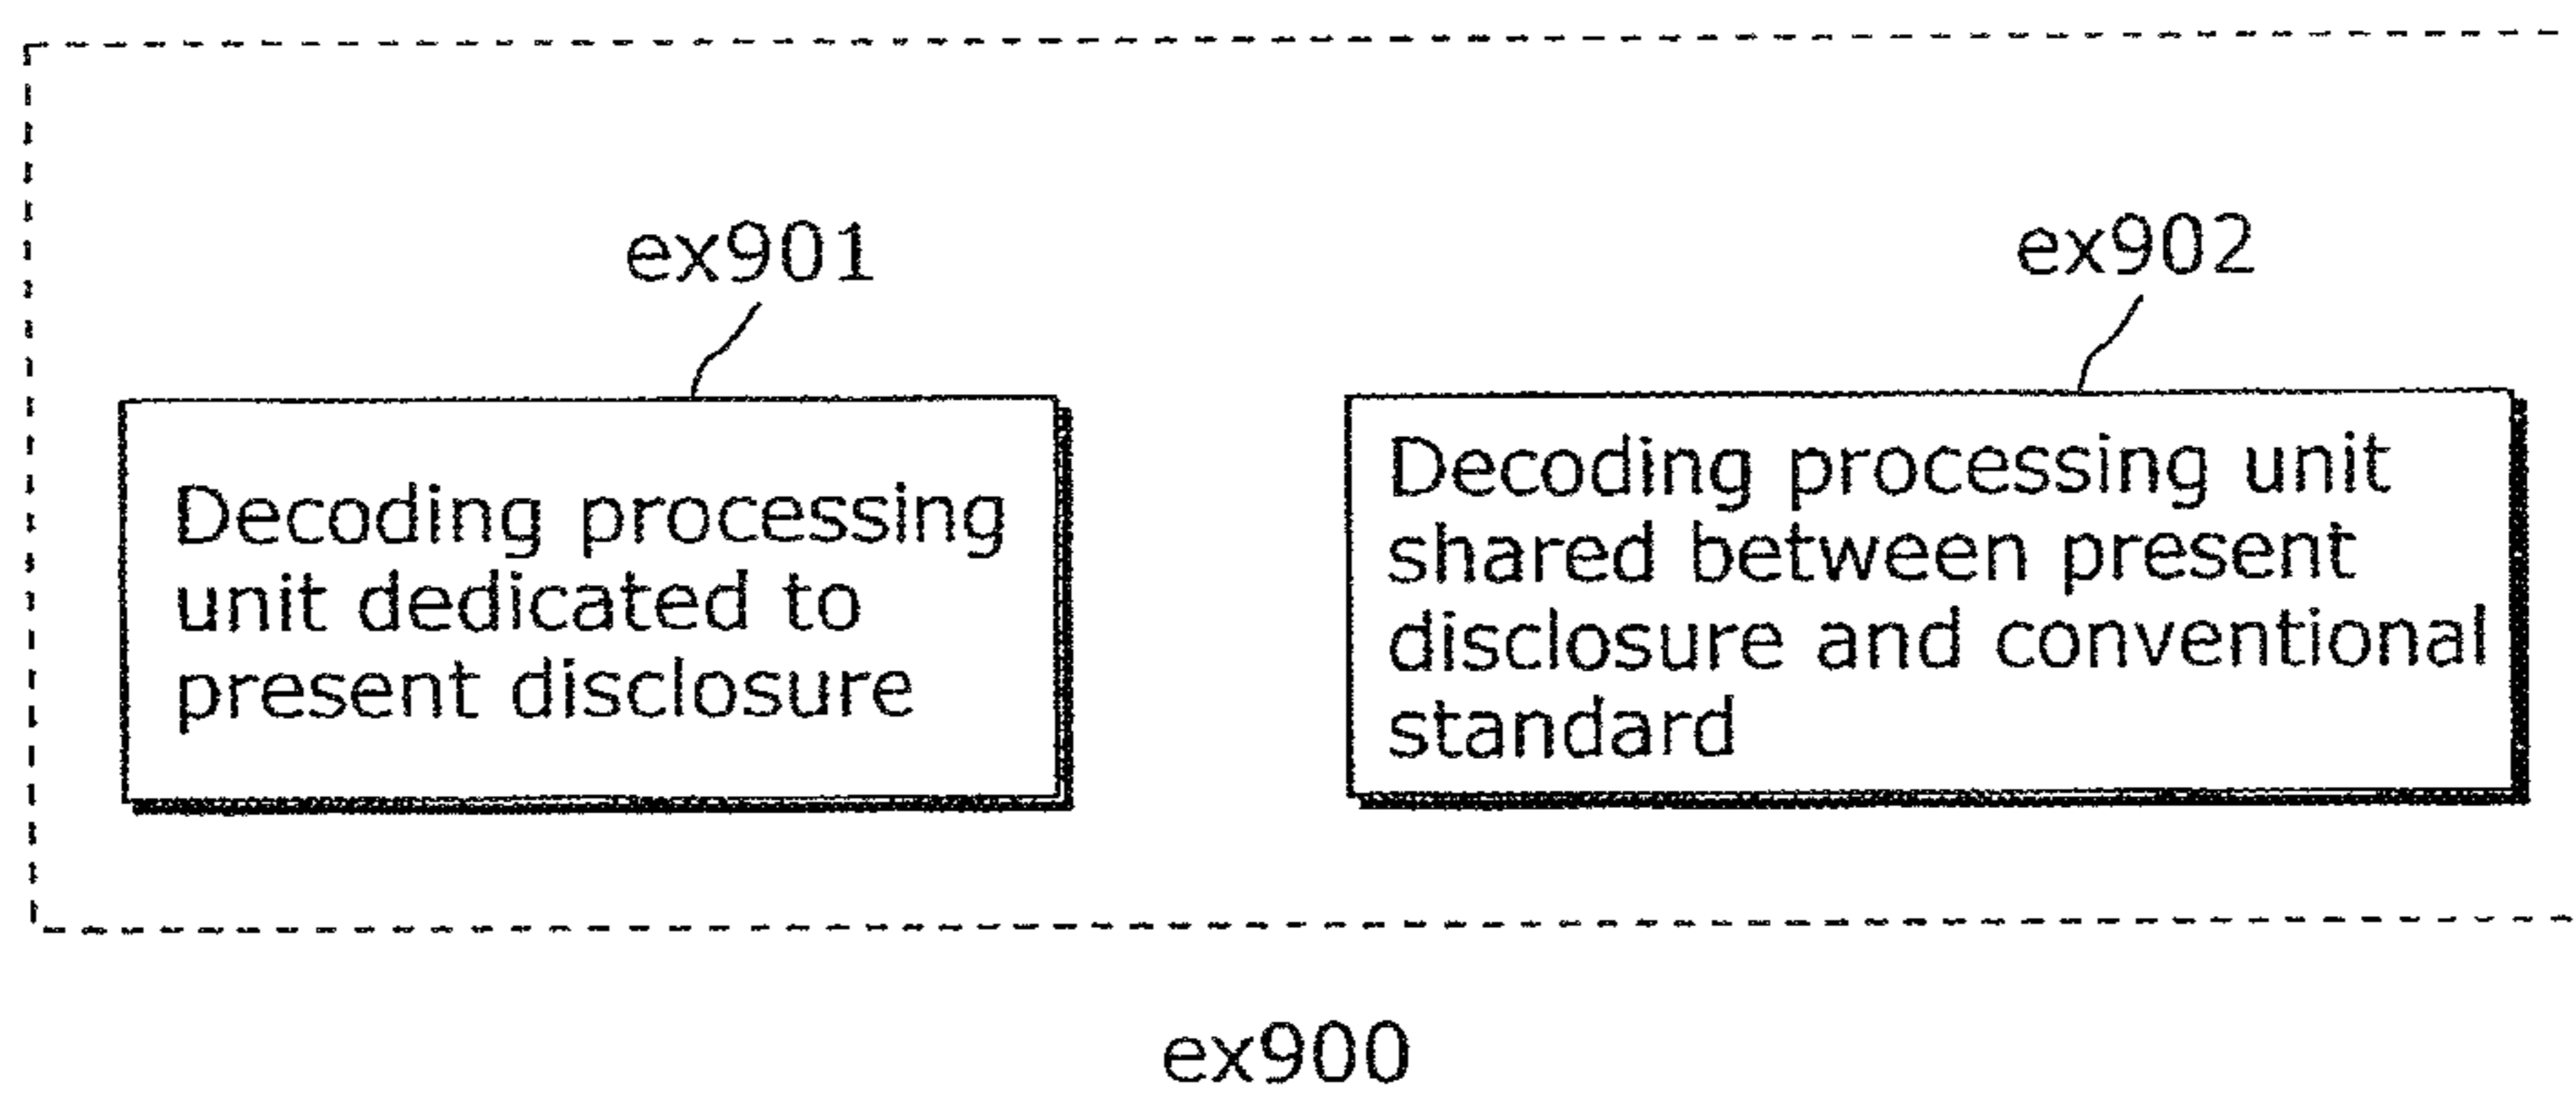 ex901
ex902
Decoding processing
unit dedicated to
present disclosure
Decoding processing unit
shared between present
disclosure and conventional
standard
ex900